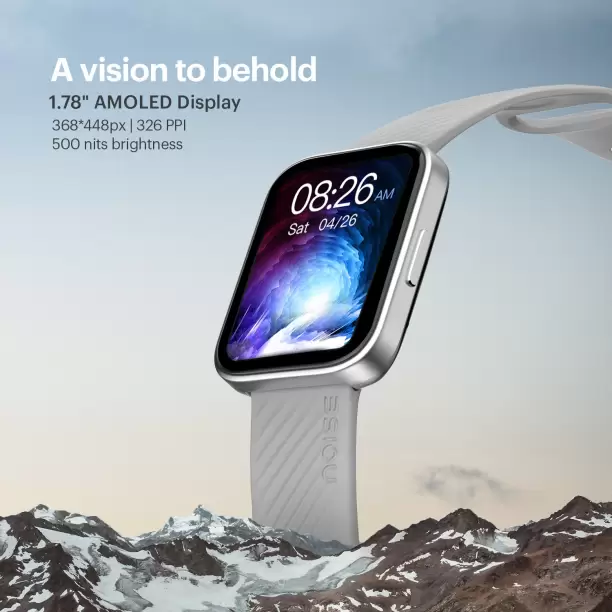 A vision to behold
1.78" AMOLED Display
368*448px | 326 PPI
500 nits brightness
08:26 AM
Sat 04/26
NOISE